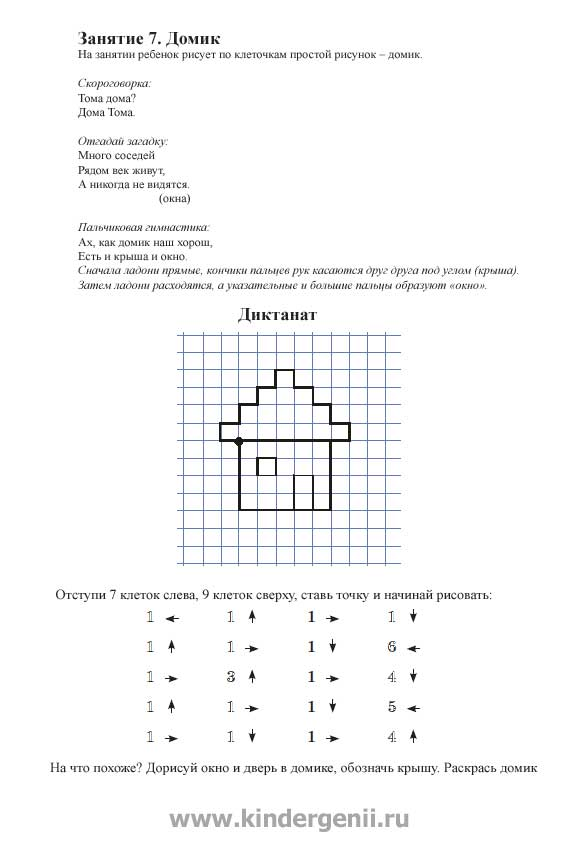 Занятие 7. Домик
На занятии ребенок рисует по клеточкам простой рисунок – домик.
Скороговорка:
Тома дома?
Дома Тома.
Отгадай загадку:
Много соседей
Рядом век живут,
А никогда не видятся.
(окна)
Пальчиковая гимнастика:
Ах, как домик наш хорош,
Есть и крыша и окно.
Сначала ладони прямые, кончики пальцев рук касаются друг друга под углом (крыша).
Затем ладони расходятся, а указательные и большие пальцы образуют «окно».
Диктанат
Отступи 7 клеток слева, 9 клеток сверху, ставь точку и начинай рисовать:
1 ← 1 ↑ 1 → 1 ↓
1 ↑ 1 → 1 ↓ 6 ←
1 → 3 ↑ 1 → 4 ↓
1 ↑ 1 → 1 ↓ 5 ←
1 → 1 ↓ 1 → 4 ↑
На что похоже? Дорисуй окно и дверь в домике, обозначь крышу. Раскрась домик
www.kindergenii.ru